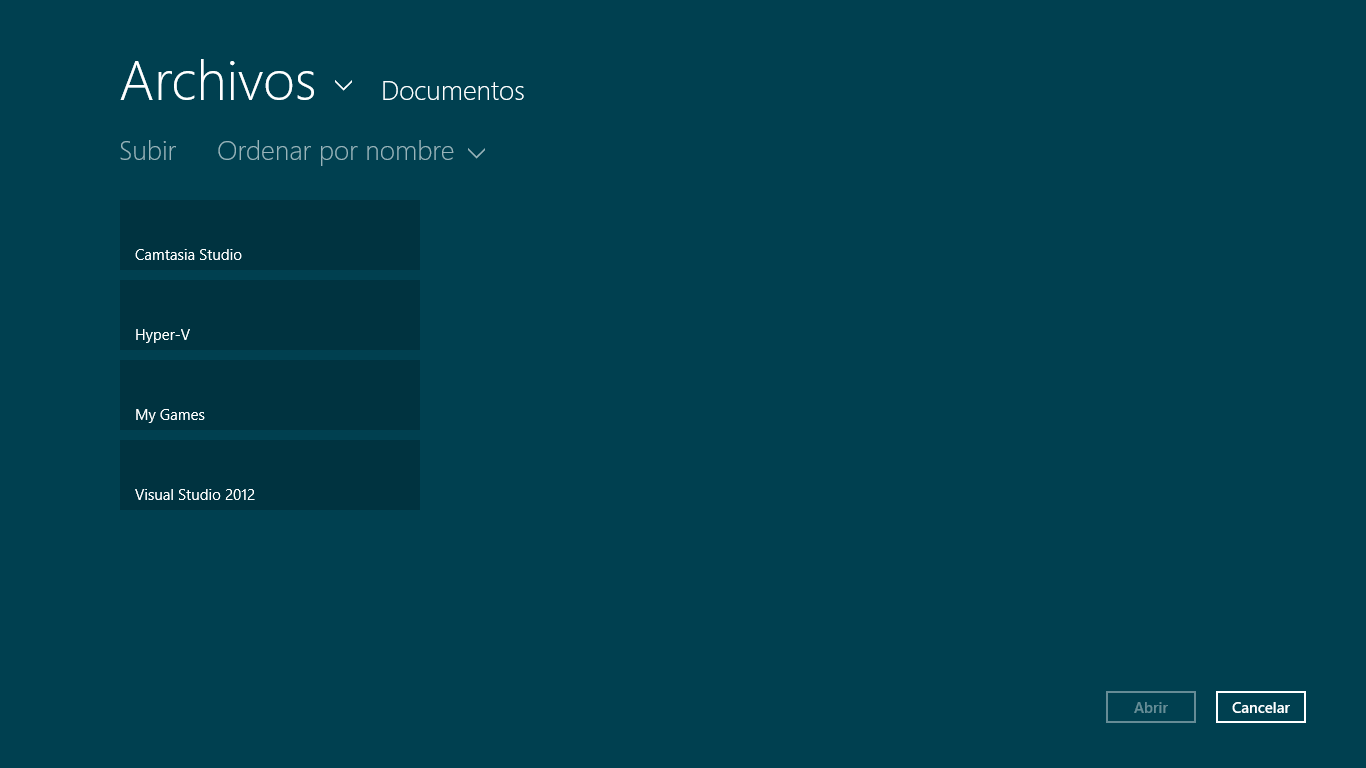 Archivos Documentos
Subir Ordenar por nombre
Camtasia Studio
Hyper-V
My Games
Visual Studio 2012
Abrir Cancelar